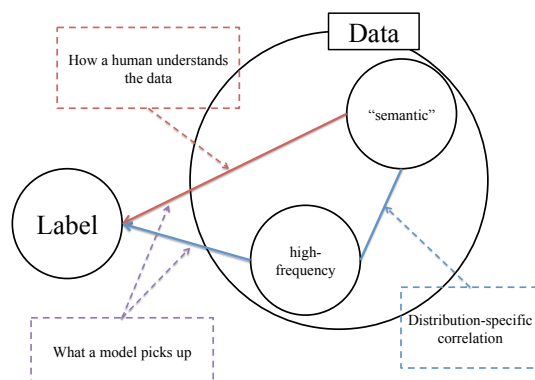 Data
How a human understands
the data
“semantic”
Label
high-
frequency
What a model picks up
Distribution-specific
correlation